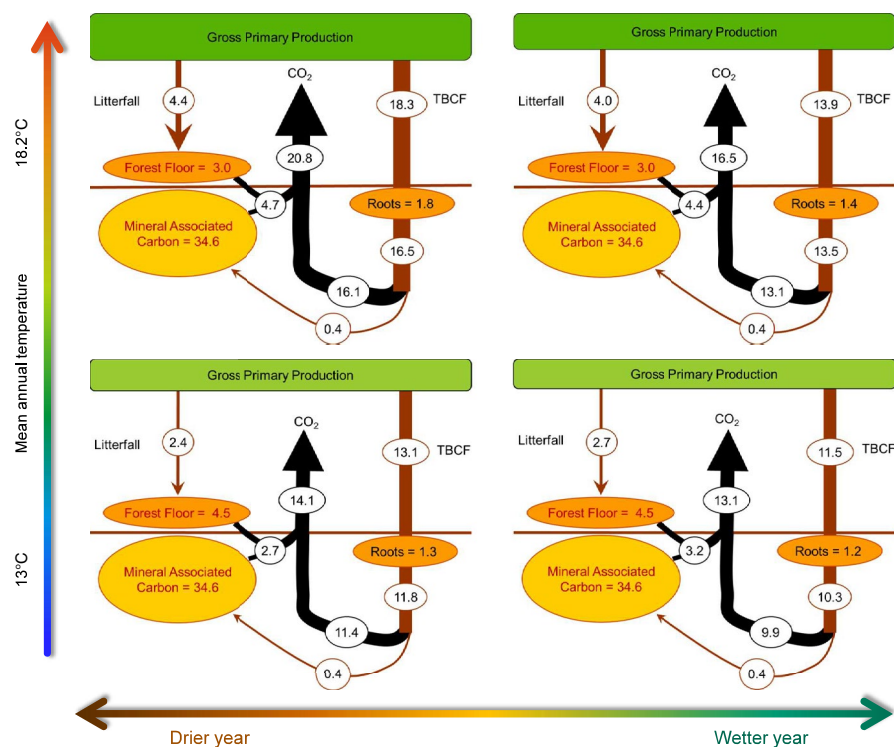 Gross Primary Production
CO2
Litterfall
4.4
18.3
TBCF
20.8
Forest Floor = 3.0
4.7
Roots = 1.8
Mineral Associated
Carbon = 34.6
16.5
16.1
0.4
Gross Primary Production
CO2
Litterfall
4.0
13.9
TBCF
16.5
Forest Floor = 3.0
4.4
Roots = 1.4
Mineral Associated
Carbon = 34.6
13.5
13.1
0.4
18.2°C
Mean annual temperature
13°C
Gross Primary Production
CO2
Litterfall
2.4
13.1
TBCF
14.1
Forest Floor = 4.5
2.7
Roots = 1.3
Mineral Associated
Carbon = 34.6
11.8
11.4
0.4
Gross Primary Production
CO2
Litterfall
2.7
11.5
TBCF
13.1
Forest Floor = 4.5
3.2
Roots = 1.2
Mineral Associated
Carbon = 34.6
10.3
9.9
0.4
Drier year
Wetter year